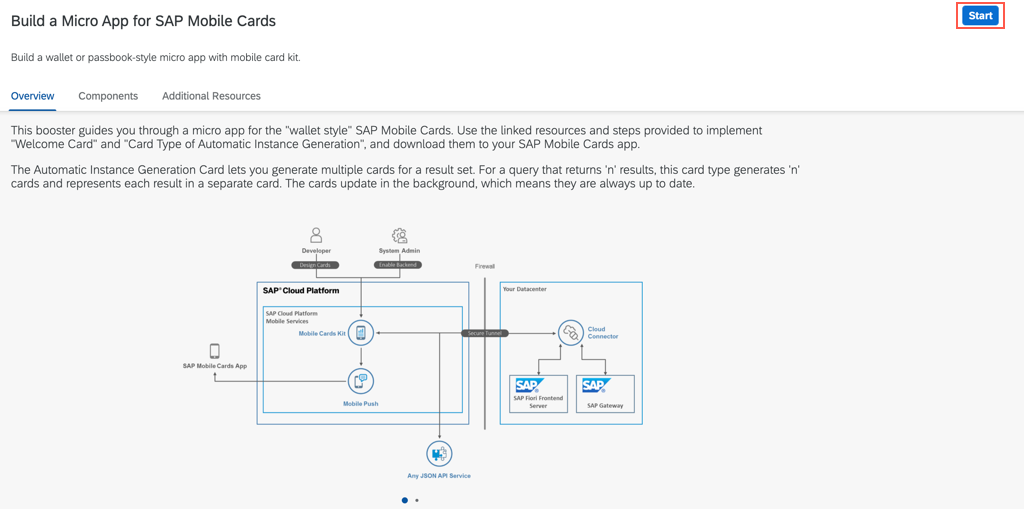 Build a Micro App for SAP Mobile Cards
Start
Build a wallet or passbook-style micro app with mobile card kit.
Overview
Components
Additional Resources
This booster guides you through a micro app for the "wallet style" SAP Mobile Cards. Use the linked resources and steps provided to implement
"Welcome Card" and "Card Type of Automatic Instance Generation", and download them to your SAP Mobile Cards app.
The Automatic Instance Generation Card lets you generate multiple cards for a result set. For a query that returns 'n' results, this card type generates 'n'
cards and represents each result in a separate card. The cards update in the background, which means they are always up to date.
Developer
System Admin
Design Cards
Enable Backend
Firewall
SAP® Cloud Platform
Your Datacenter
SAP Cloud Platform
Mobile Services
Mobile Cards Kit
Secure Tunnel
Cloud
Connector
SAP Mobile Cards App
SAP
SAP
SAP Fiori Frontend
Server
SAP Gateway
Mobile Push
Any JSON API Service